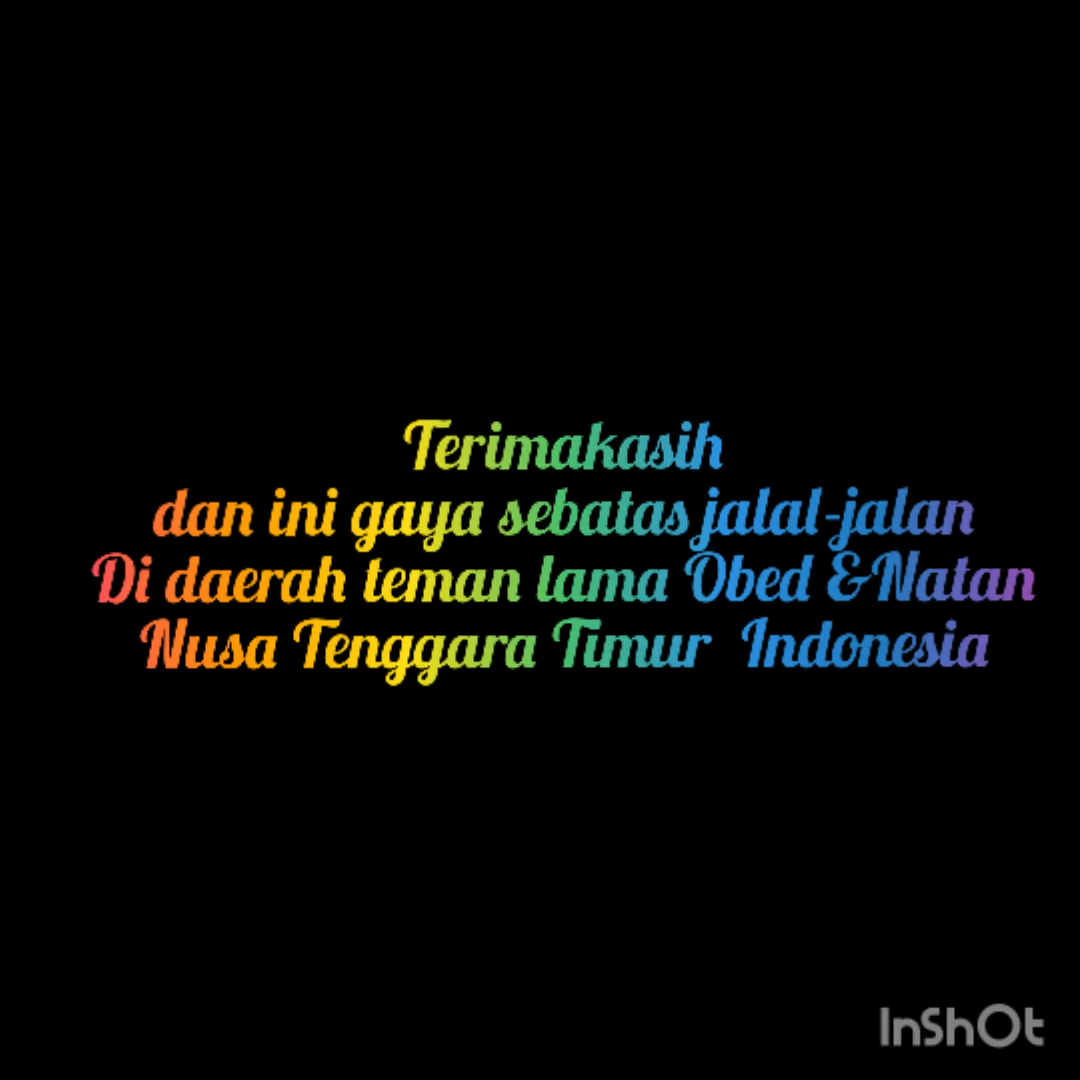 Terimakasih
dan ini gaya sebatas jalal-jalan
Di daerah teman lama Obed &Natan
Nusa Tenggara Timur Indonesia
InShOt